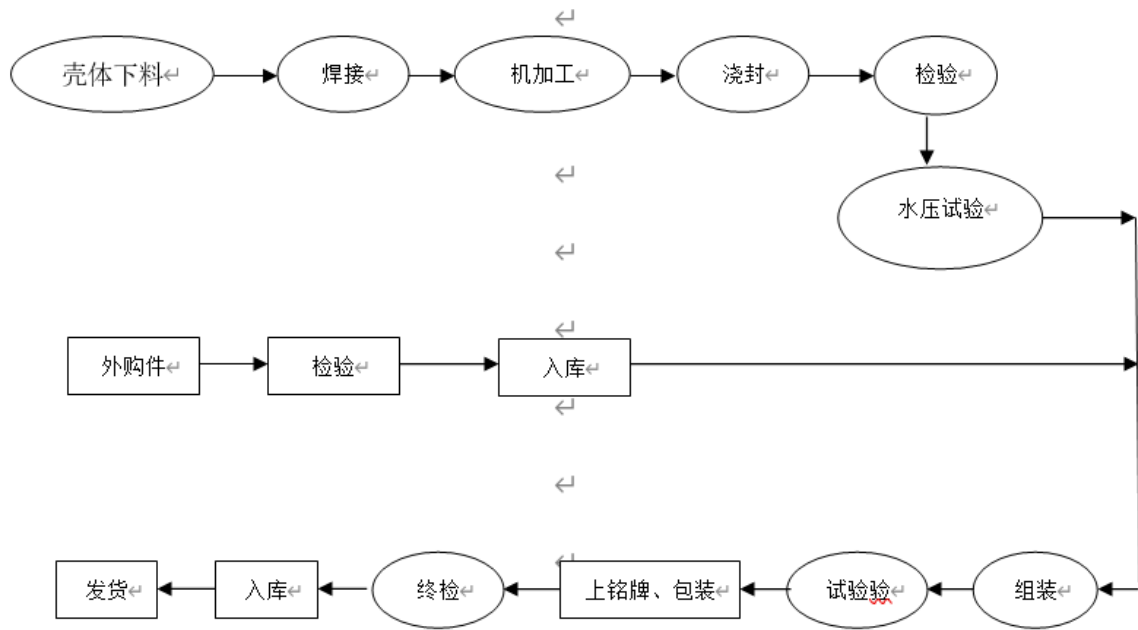 壳体下料
焊接
机加工
浇封
检验
水压试验
外购件
检验
入库
发货
入库
终检
上铭牌、包装
试验验
组装